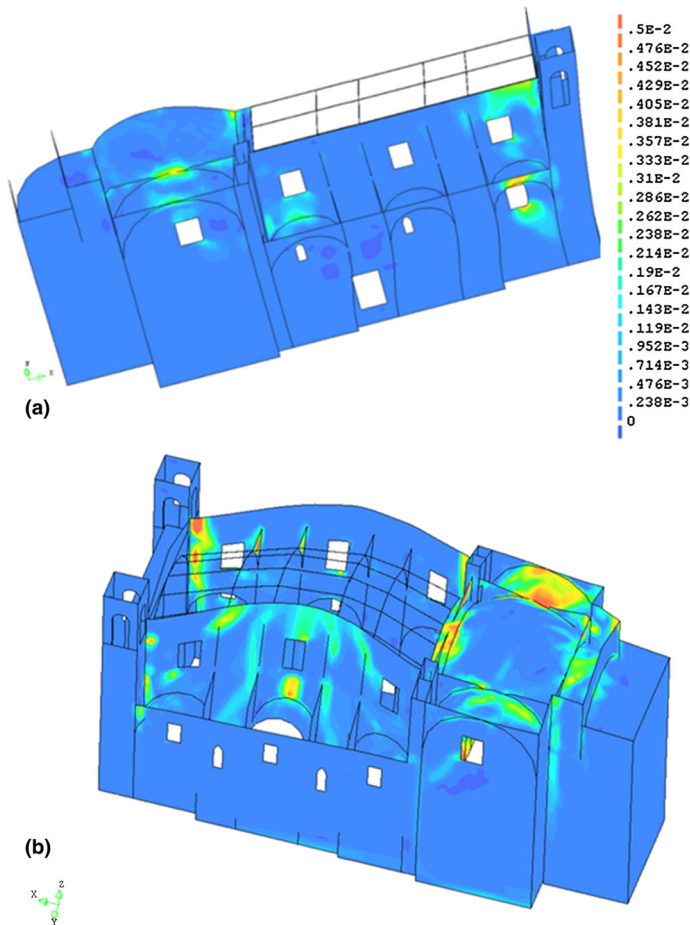 .5E-2
.476E-2
.452E-2
.429E-2
.405E-2
.381E-2
.357E-2
.333E-2
.31E-2
.286E-2
.262E-2
.238E-2
.214E-2
.19E-2
.167E-2
.143E-2
.119E-2
.952E-3
.714E-3
.476E-3
.238E-3
0
(a)
(b)
X
Z
Y